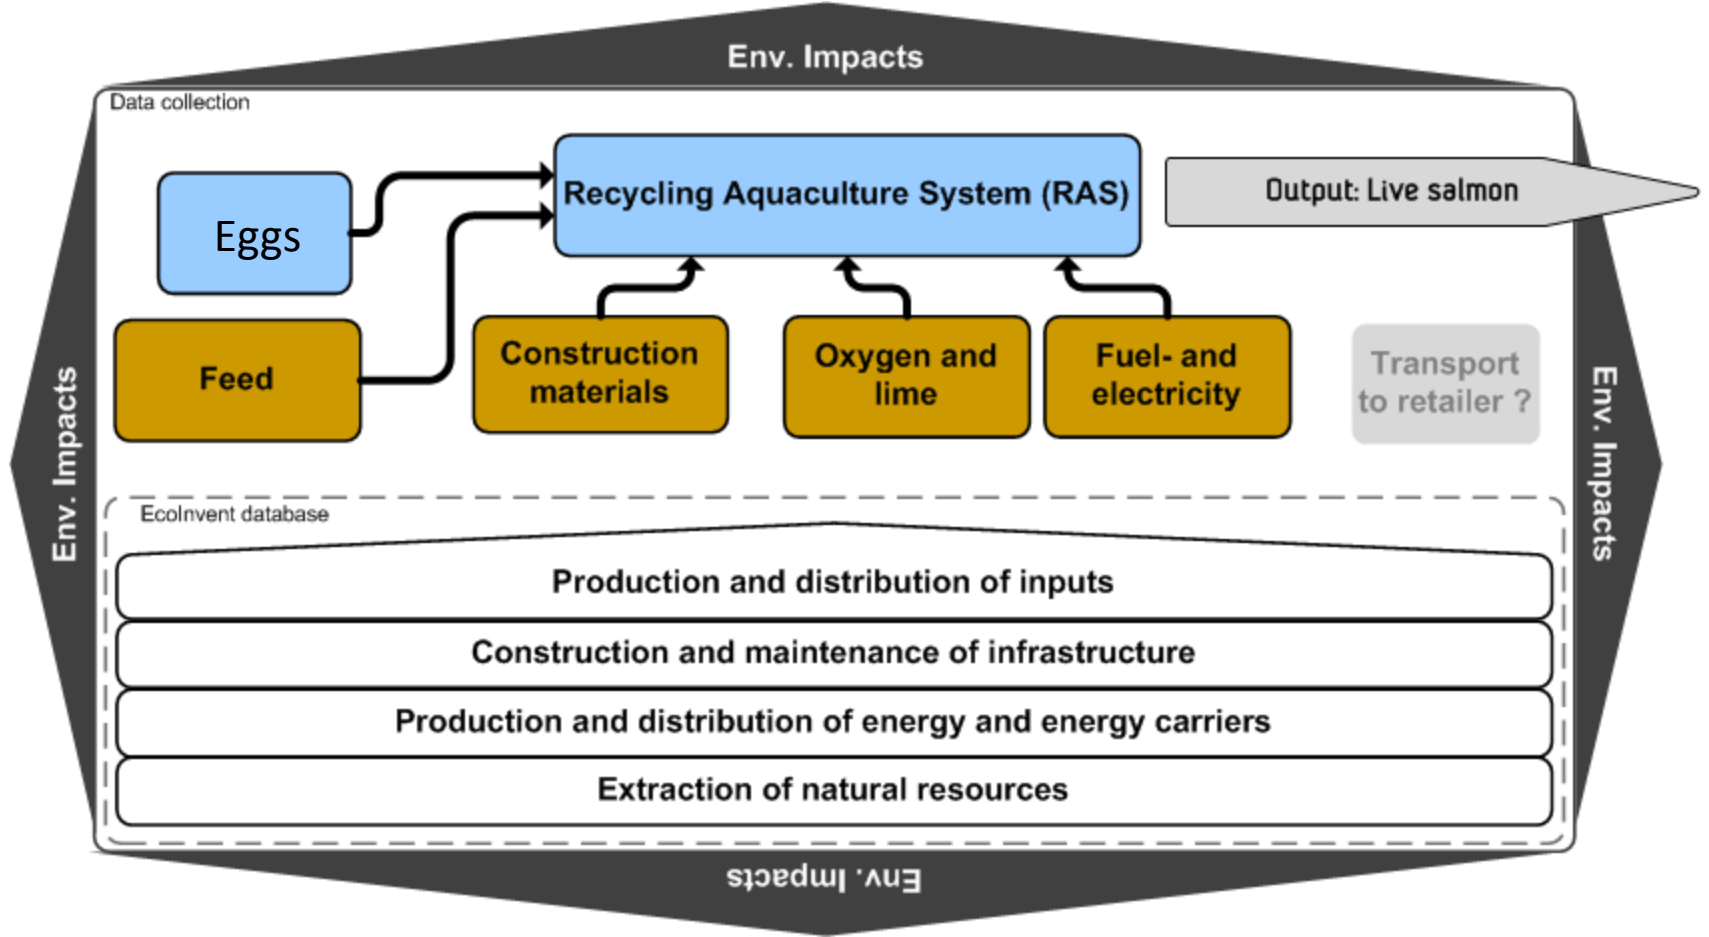 Env. Impacts
Data collection
Recycling Aquaculture System (RAS)
Output: Live salmon
Eggs
Feed
Construction
materials
Oxygen and
lime
Fuel- and
electricity
Transport
to retailer ?
Env. Impacts
Env. Impacts
EcoInvent database
Production and distribution of inputs
Construction and maintenance of infrastructure
Production and distribution of energy and energy carriers
Extraction of natural resources
Env. Impacts